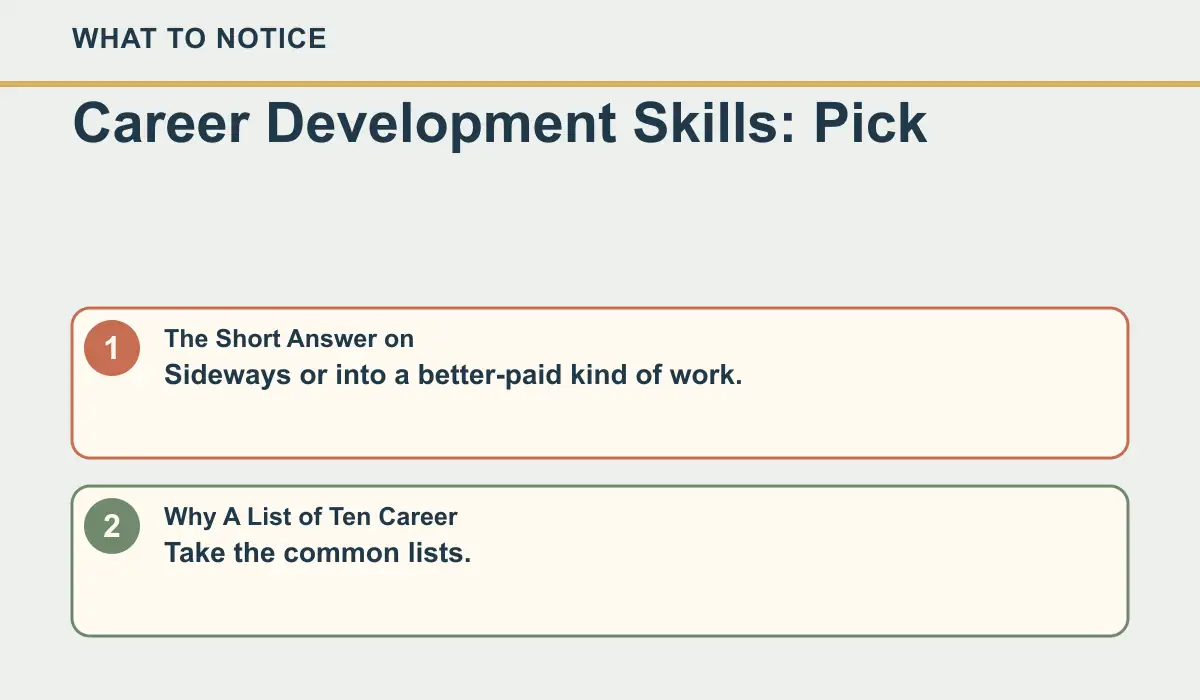 WHAT TO NOTICE
Career Development Skills: Pick
1
The Short Answer on
Sideways or into a better-paid kind of work.
2
Why A List of Ten Career
Take the common lists.